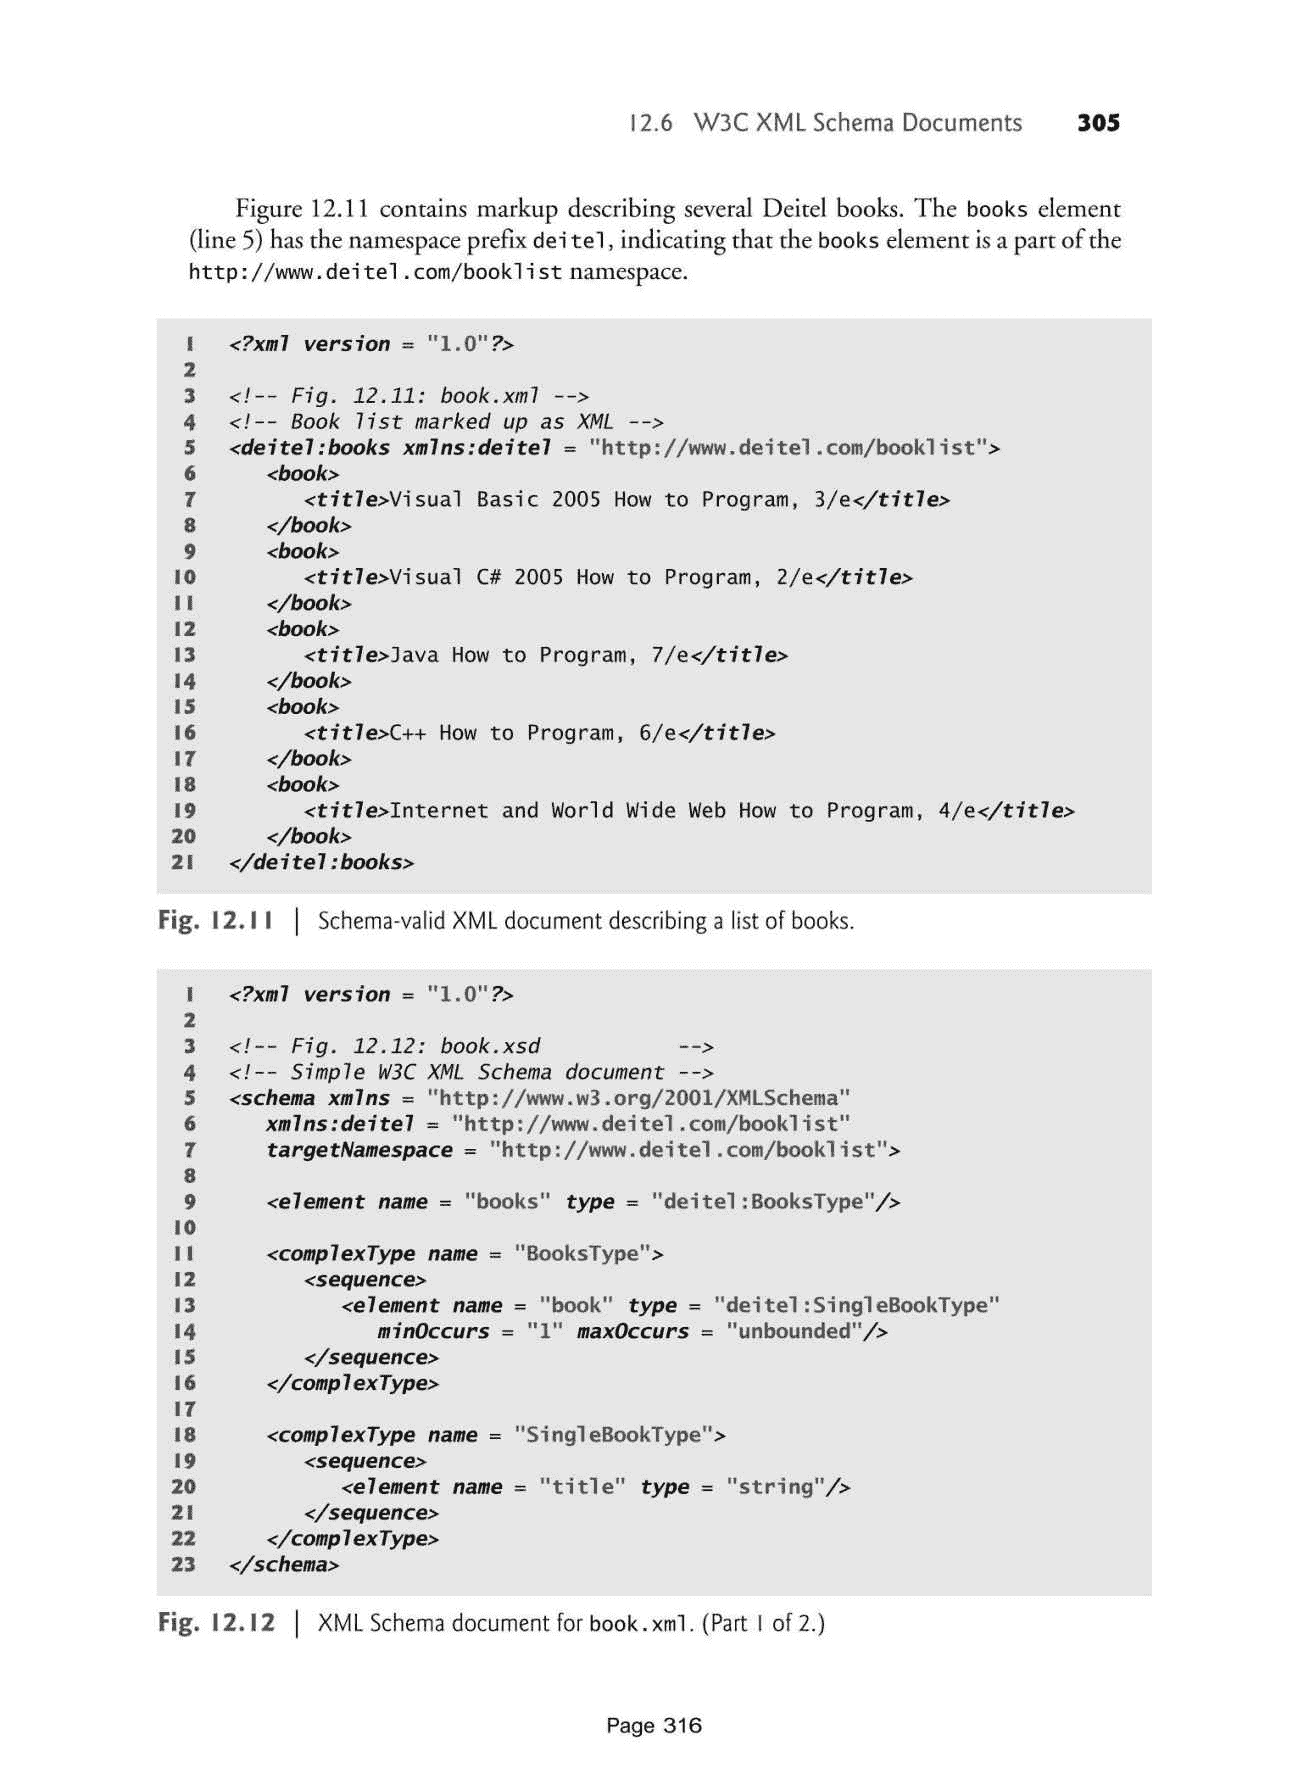 12.6 W3C XML Schema Documents 305
Figure 12.11 contains markup describing several Deitel books. The books element
(line 5) has the namespace prefix deitel, indicating that the books element is a part of the
http://www.deitel.com/booklist namespace.
1 <?xml version = "1.0"?>
2
3 <!-- Fig. 12.11: book.xml -->
4 <!-- Book list marked up as XML -->
5 <deitel:books xmlns:deitel = "http://www.deitel.com/booklist">
6 <book>
7 <title>Visual Basic 2005 How to Program, 3/e</title>
8 </book>
9 <book>
10 <title>Visual C# 2005 How to Program, 2/e</title>
11 </book>
12 <book>
13 <title>Java How to Program, 7/e</title>
14 </book>
15 <book>
16 <title>C++ How to Program, 6/e</title>
17 </book>
18 <book>
19 <title>Internet and World Wide Web How to Program, 4/e</title>
20 </book>
21 </deitel:books>
Fig. 12.11 | Schema-valid XML document describing a list of books.
1 <?xml version = "1.0"?>
2
3 <!-- Fig. 12.12: book.xsd -->
4 <!-- Simple W3C XML Schema document -->
5 <schema xmlns = "http://www.w3.org/2001/XMLSchema"
6 xmlns:deitel = "http://www.deitel.com/booklist"
7 targetNamespace = "http://www.deitel.com/booklist">
8
9 <element name = "books" type = "deitel:BooksType"/>
10
11 <complexType name = "BooksType">
12 <sequence>
13 <element name = "book" type = "deitel:SingleBookType"
14 minOccurs = "1" maxOccurs = "unbounded"/>
15 </sequence>
16 </complexType>
17
18 <complexType name = "SingleBookType">
19 <sequence>
20 <element name = "title" type = "string"/>
21 </sequence>
22 </complexType>
23 </schema>
Fig. 12.12 | XML Schema document for book.xml. (Part 1 of 2.)
Page 316